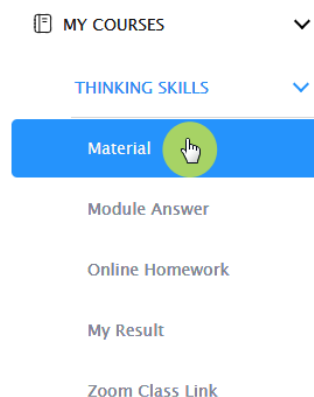 MY COURSES
THINKING SKILLS
Material
Module Answer
Online Homework
My Result
Zoom Class Link